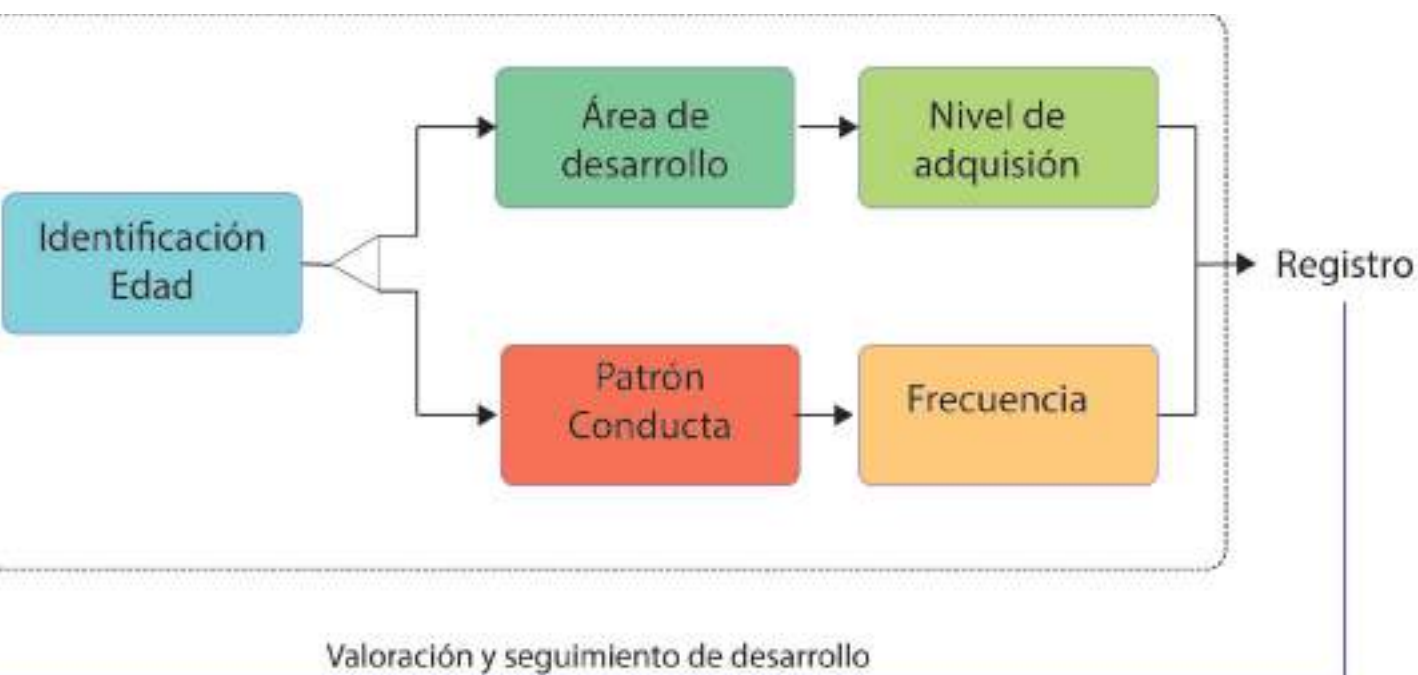 Área de
desarrollo
Nivel de
adquisión
Identificación
Edad
Registro
Patrón
Conducta
Frecuencia
Valoración y seguimiento de desarrollo